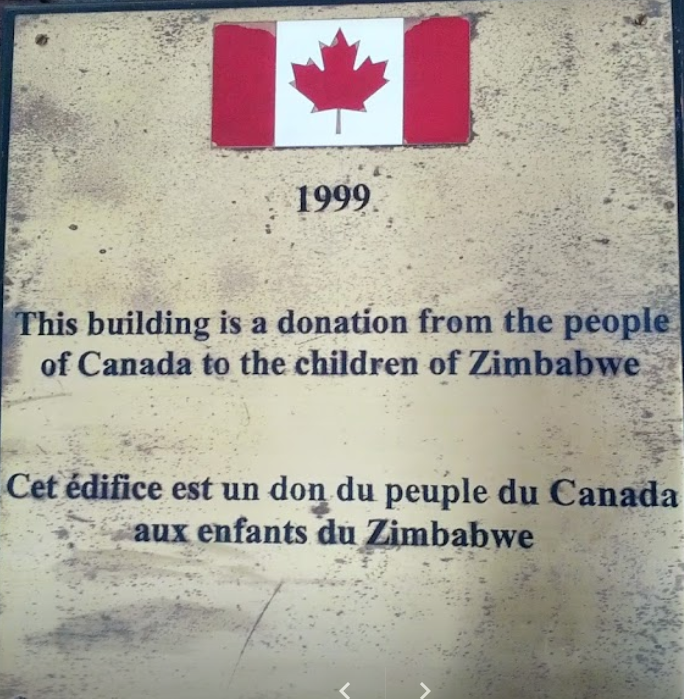 1999
This building is a donation from the people
of Canada to the children of Zimbabwe
Cet édifice est un don du peuple du Canada
aux enfants du Zimbabwe